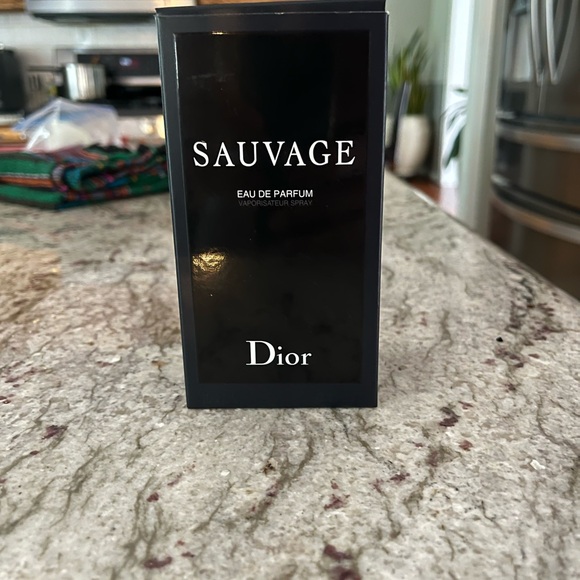 SAUVAGE
EAU DE PARFUM
VAPORISATEUR SPRAY
Dior